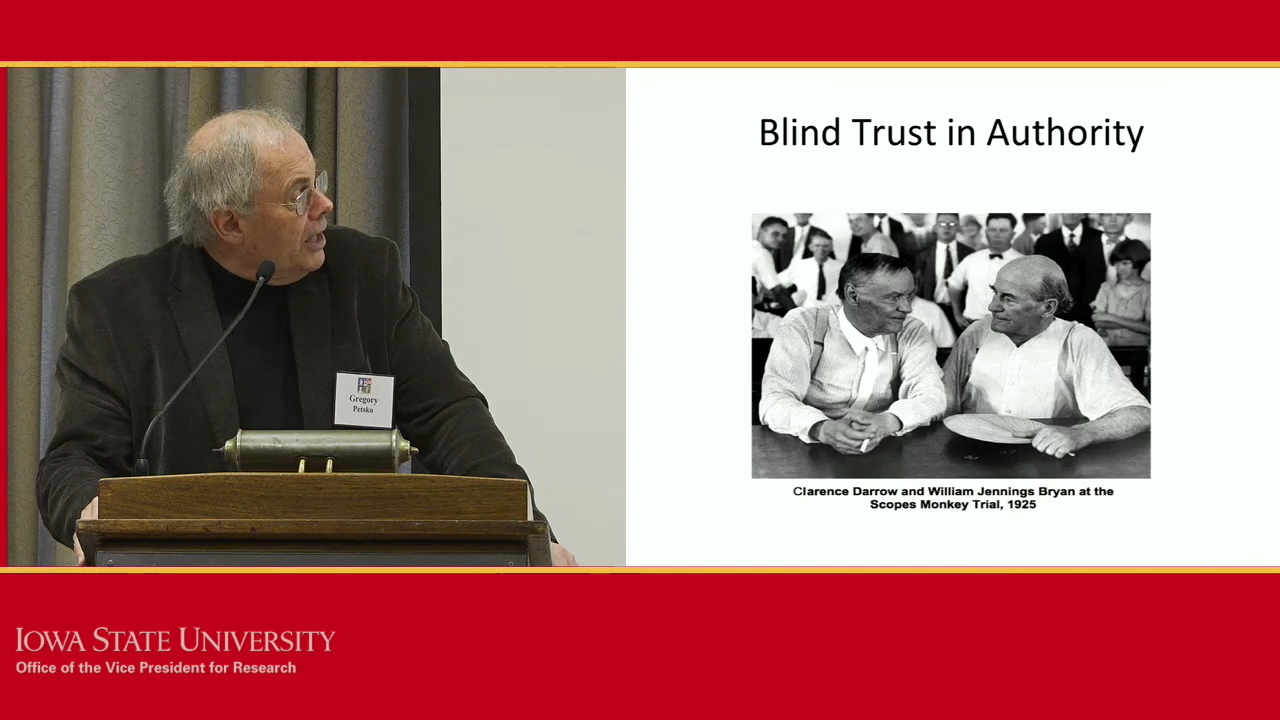 Blind Trust in Authority
Gregory
Petsko
Clarence Darrow and William Jennings Bryan at the
Scopes Monkey Trial, 1925
IOWA STATE UNIVERSITY
Office of the Vice President for Research